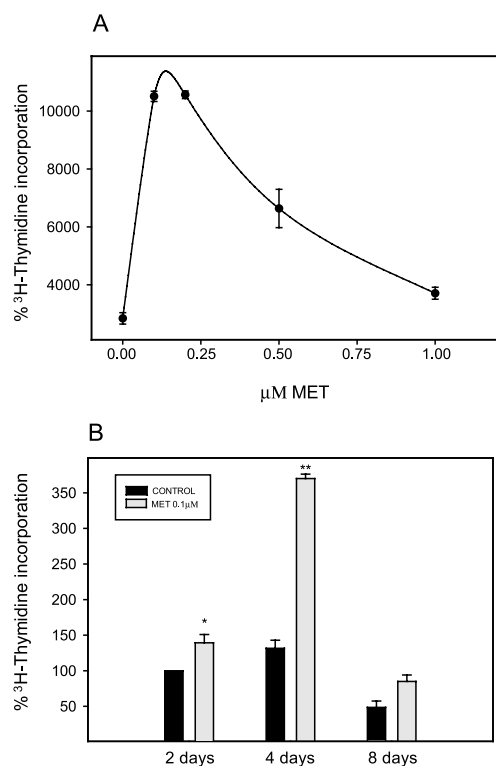 A
% ³H-Thymidine incorporation
10000
8000
6000
4000
0.00 0.25 0.50 0.75 1.00
µM MET
B
% ³H-Thymidine incorporation
350
300
250
200
150
100
50
CONTROL
MET 0.1µM
*
**
2 days 4 days 8 days